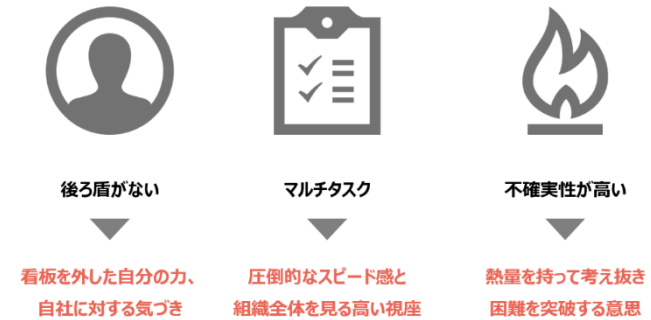 後ろ盾がない
マルチタスク
不確実性が高い
看板を外した自分の力、
自社に対する気づき
圧倒的なスピード感と
組織全体を見る高い視座
熱量を持って考え抜き
困難を突破する意思